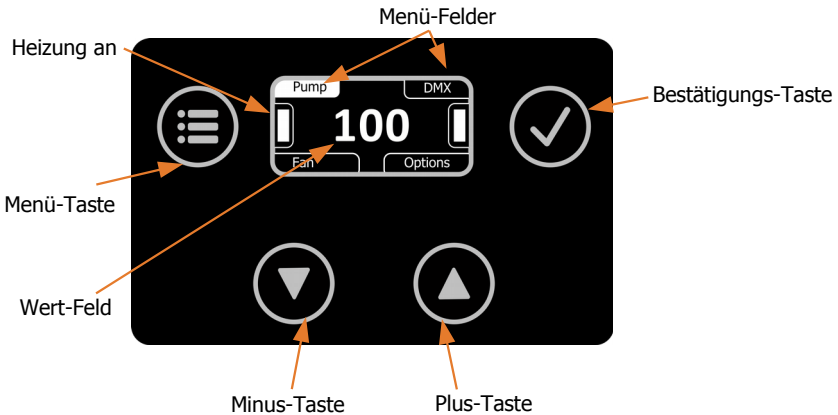 Menü-Felder
Heizung an
Pump
DMX
Bestätigungs-Taste
100
Fan
Options
Menü-Taste
Wert-Feld
Minus-Taste
Plus-Taste